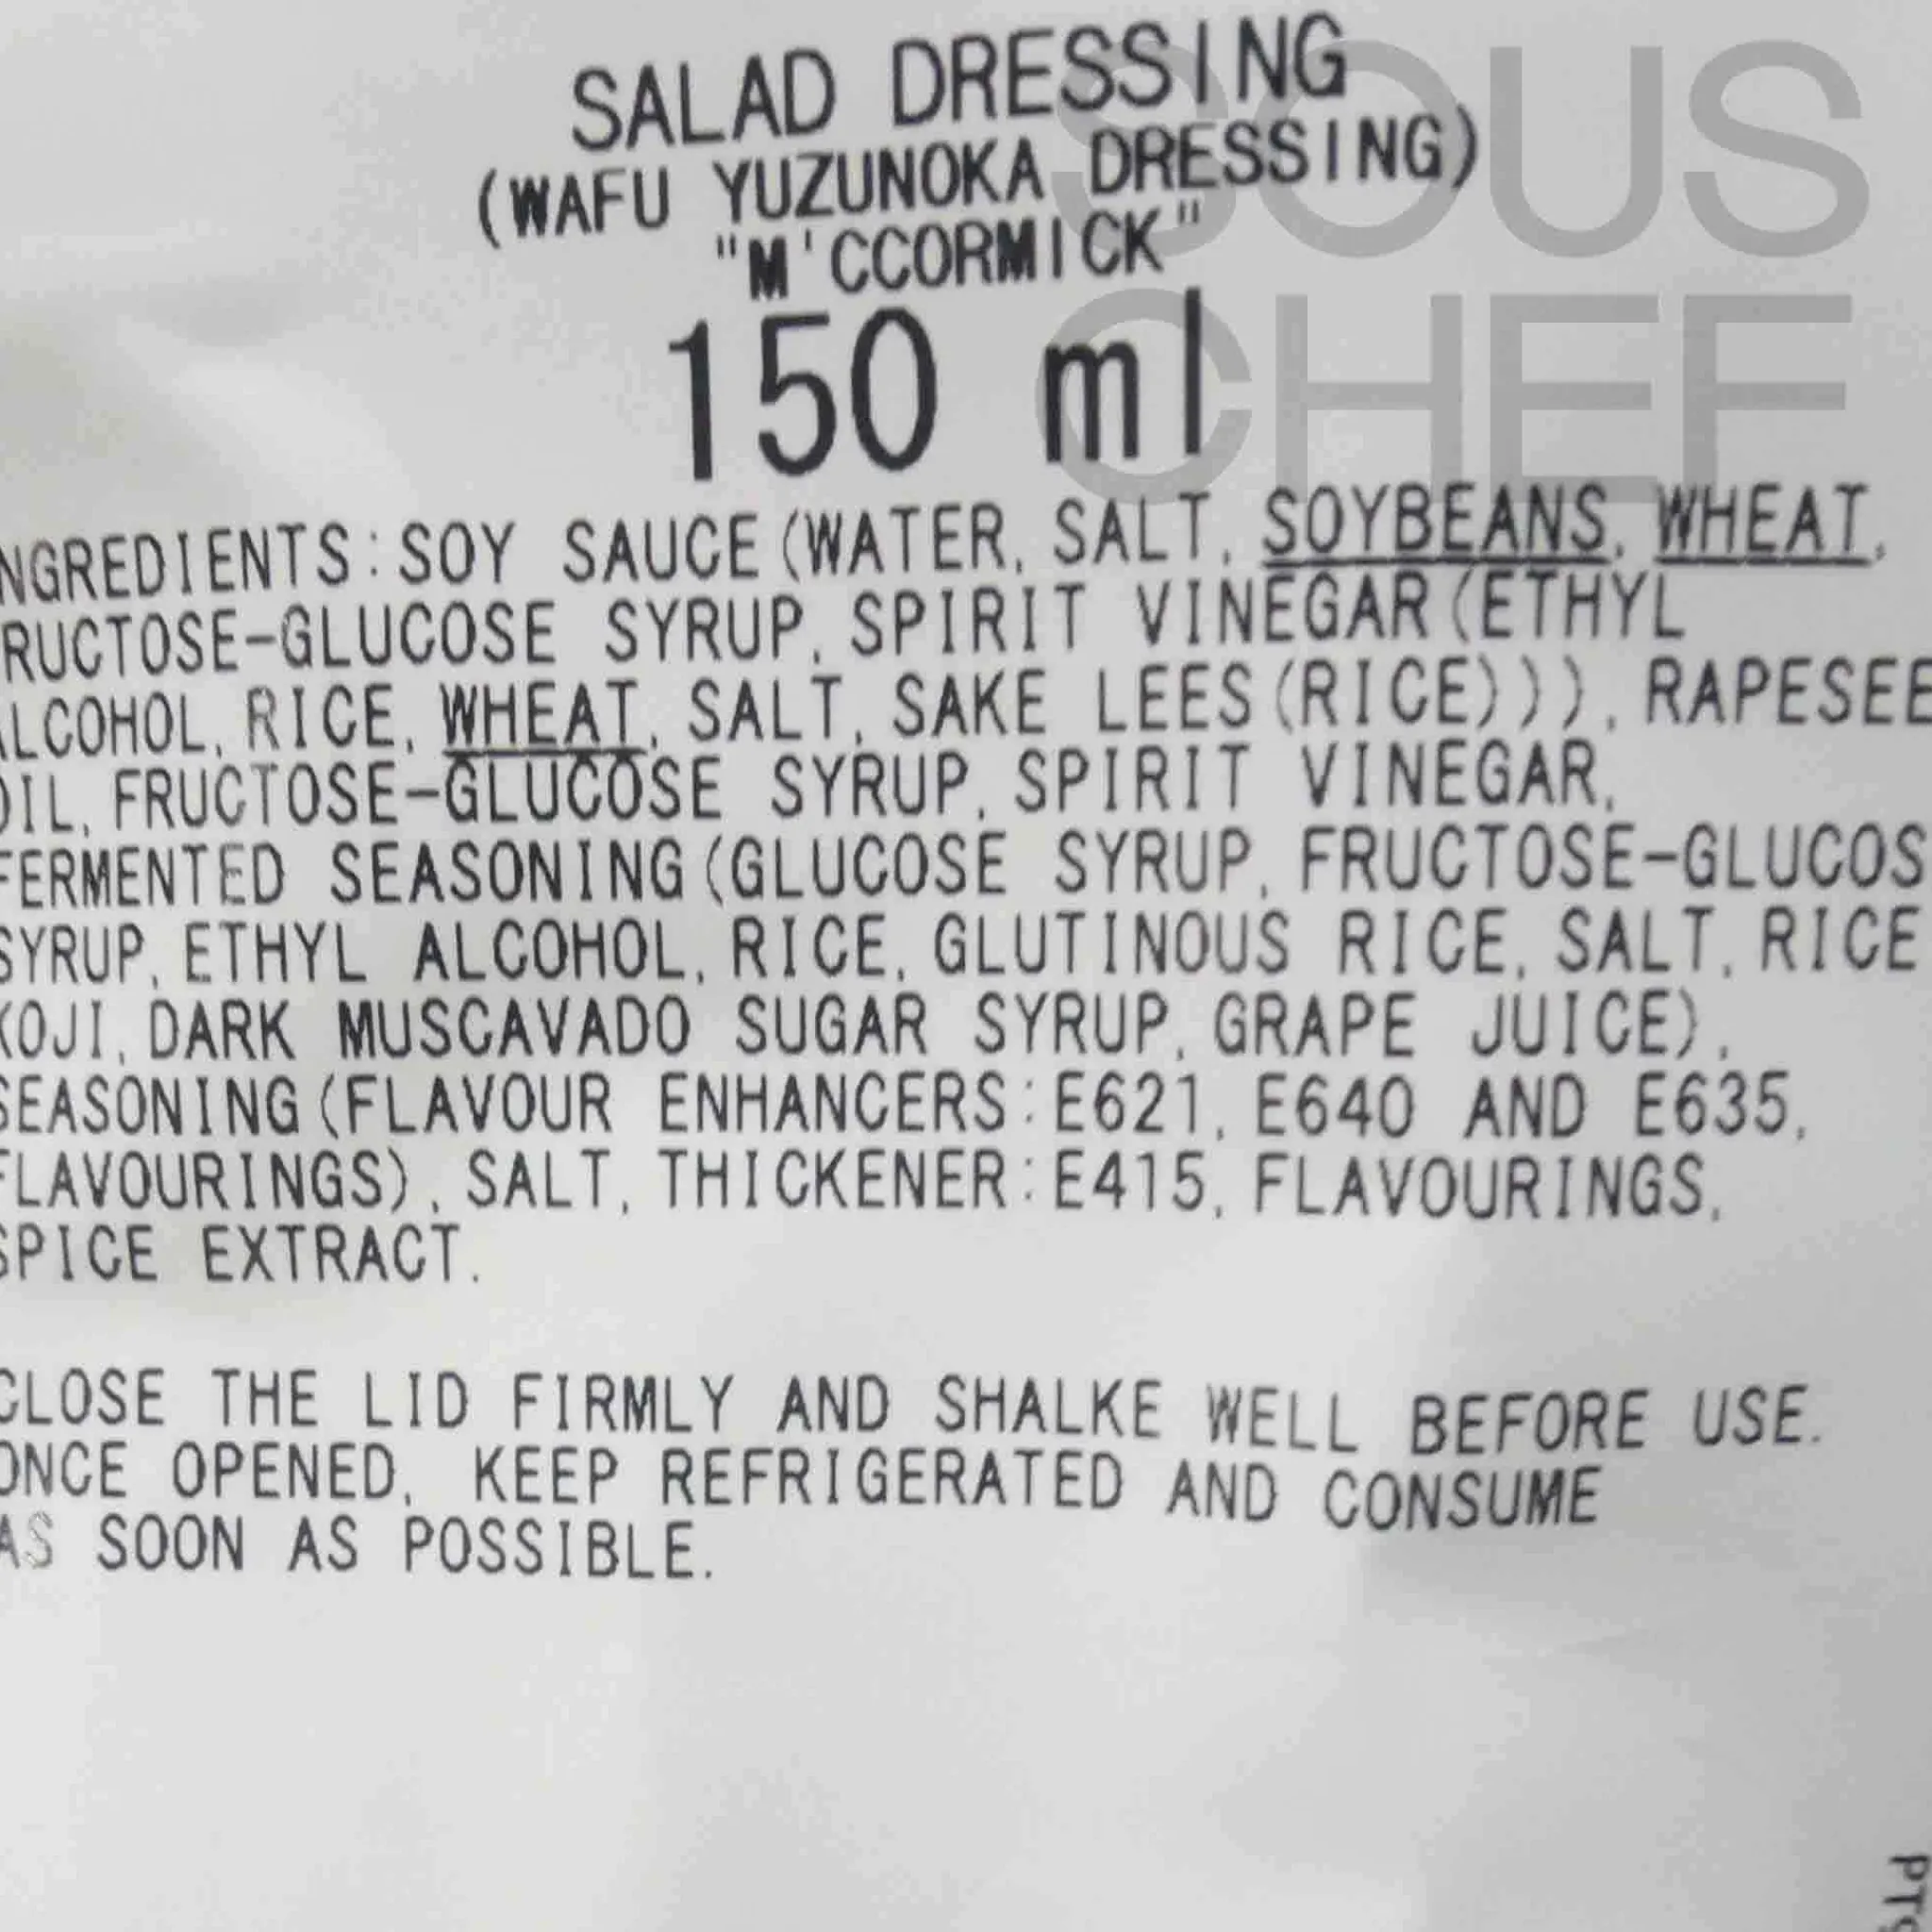 SALAD DRESSING
(WAFU YUZUNOKA DRESSING)
"M'CCORMICK"
150 ml
SOUS
CHEF
NGREDIENTS:SOY SAUCE(WATER, SALT, SOYBEANS, WHEAT,
RUCTOSE-GLUCOSE SYRUP, SPIRIT VINEGAR(ETHYL
LCOHOL, RICE, WHEAT, SALT, SAKE LEES(RICE))), RAPESEE
OIL, FRUCTOSE-GLUCOSE SYRUP, SPIRIT VINEGAR,
FERMENTED SEASONING(GLUCOSE SYRUP, FRUCTOSE-GLUCOS
SYRUP, ETHYL ALCOHOL, RICE, GLUTINOUS RICE, SALT, RICE
KOJI, DARK MUSCAVADO SUGAR SYRUP, GRAPE JUICE),
SEASONING(FLAVOUR ENHANCERS:E621, E640 AND E635,
FLAVOURINGS), SALT, THICKENER:E415, FLAVOURINGS,
SPICE EXTRACT.
CLOSE THE LID FIRMLY AND SHALKE WELL BEFORE USE.
ONCE OPENED, KEEP REFRIGERATED AND CONSUME
AS SOON AS POSSIBLE.